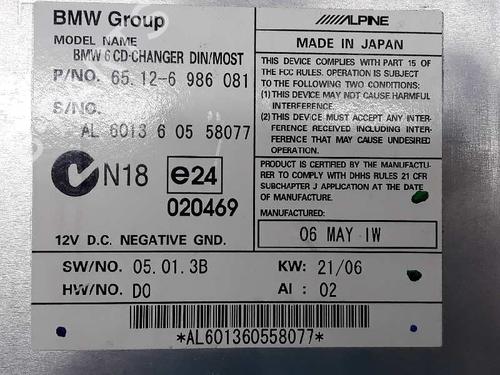 BMW Group
ALPINE
MODEL NAME
BMW 6 CD-CHANGER DIN/MOST
MADE IN JAPAN
P/NO. 65.12-6 986 081
S/NO.
AL 6013 6 05 58077
THIS DEVICE COMPLIES WITH PART 15 OF
THE FCC RULES. OPERATION IS SUBJECT
TO THE FOLLOWING TWO CONDITIONS:
(1) THIS DEVICE MAY NOT CAUSE HARMFUL
INTERFERENCE.
(2) THIS DEVICE MUST ACCEPT ANY INTER-
FERENCE RECEIVED INCLUDING INTER-
FERENCE THAT MAY CAUSE UNDESIRED
OPERATION.
N18
e24
020469
PRODUCT IS CERTIFIED BY THE MANUFACTU-
RER TO COMPLY WITH DHHS RULES 21 CFR
SUBCHAPTER J APPLICATION AT THE DATE OF
MANUFACTURE.
MANUFACTURED:
06 MAY 1W
12V D.C. NEGATIVE GND.
SW/NO. 05.01.3B
KW: 21/06
HW/NO. D0
AI : 02
*AL601360558077*